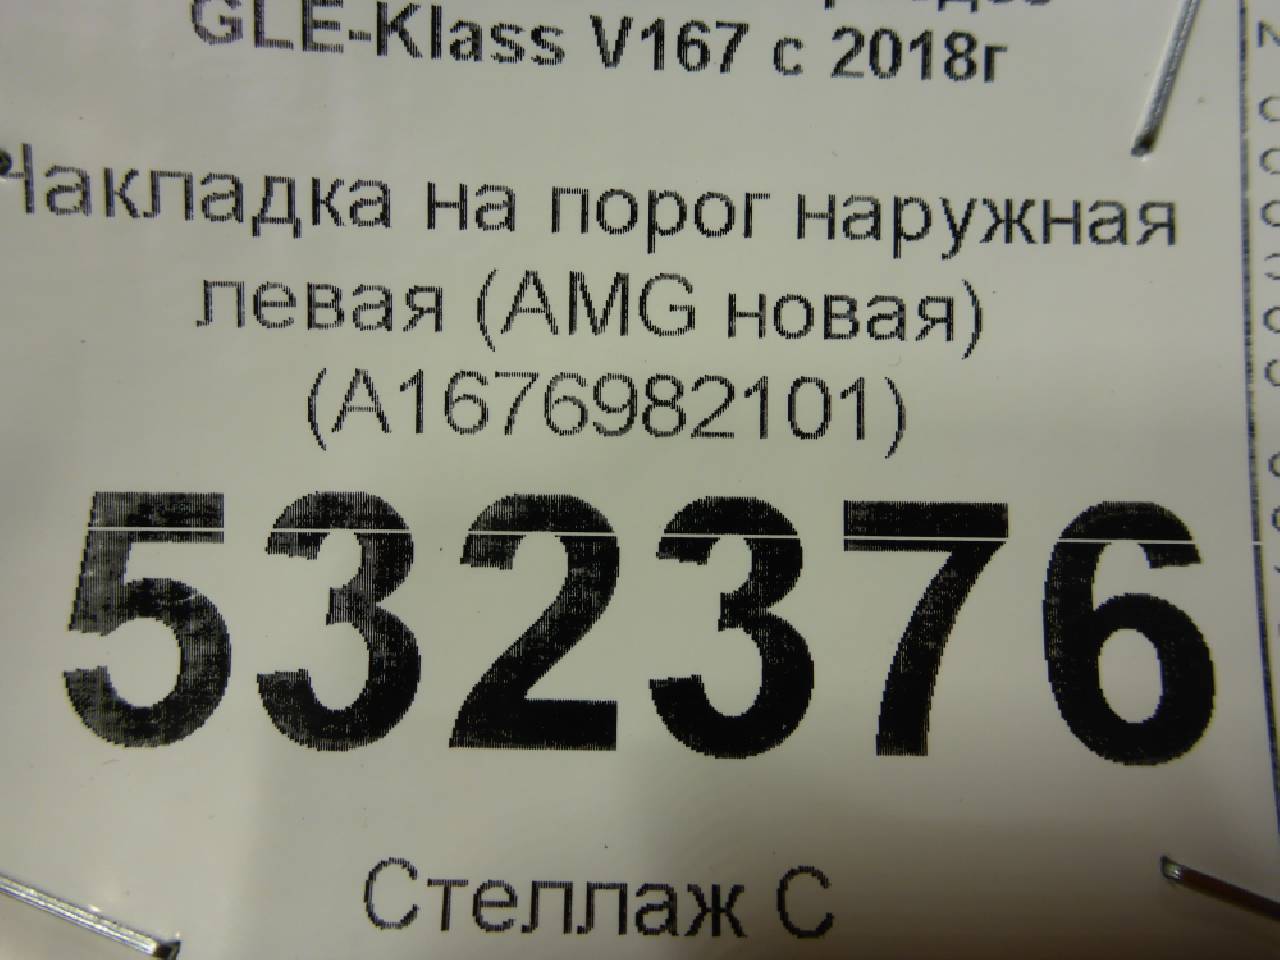 GLE-Klass V167 с 2018г
Накладка на порог наружная
левая (AMG новая)
(A1676982101)
532376
Стеллаж С